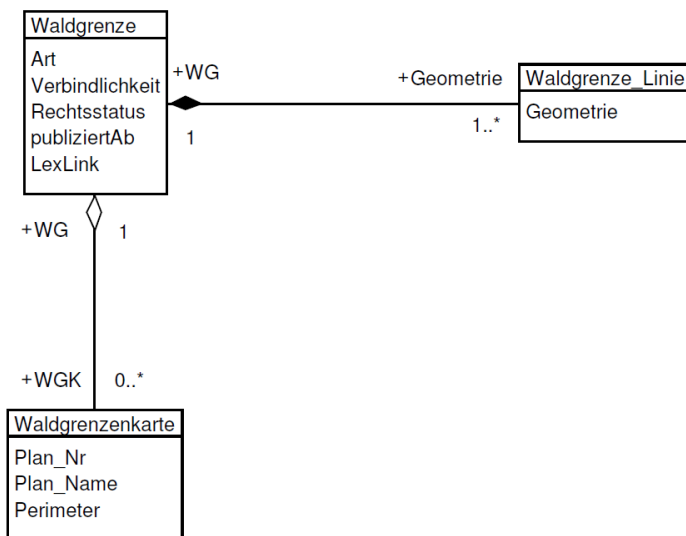 Waldgrenze
Art
Verbindlichkeit
Rechtsstatus
publiziertAb
LexLink
+WG
1
+Geometrie
1..*
Waldgrenze_Linie
Geometrie
+WG
1
+WGK
0..*
Waldgrenzenkarte
Plan_Nr
Plan_Name
Perimeter